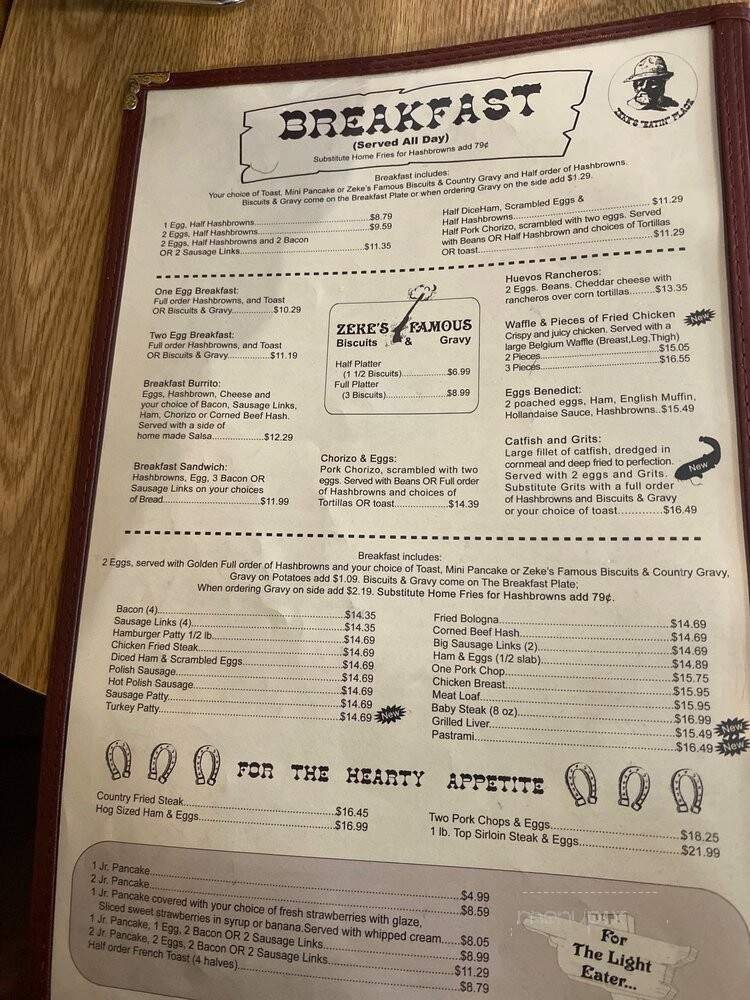 BREAKFAST
(Served All Day)
Substitute Home Fries for Hashbrowns add 79¢
ZEKE'S "EATIN" PLACE
Breakfast includes:
Your choice of Toast, Mini Pancake or Zeke's Famous Biscuits & Country Gravy and Half order of Hashbrowns.
Biscuits & Gravy come on the Breakfast Plate or when ordering Gravy on the side add $1.29.
1 Egg, Half Hashbrowns...$8.79
2 Eggs, Half Hashbrowns...$9.59
2 Eggs, Half Hashbrowns and 2 Bacon
OR 2 Sausage Links...$11.35
Half DiceHam, Scrambled Eggs &
Half Hashbrowns...$11.29
Half Pork Chorizo, scrambled with two eggs. Served
with Beans OR Half Hashbrown and choices of Tortillas
OR toast...$11.29
One Egg Breakfast:
Full order Hashbrowns, and Toast
OR Biscuits & Gravy...$10.29
Two Egg Breakfast:
Full order Hashbrowns, and Toast
OR Biscuits & Gravy...$11.19
Breakfast Burrito:
Eggs, Hashbrown, Cheese and
your choice of Bacon, Sausage Links,
Ham, Chorizo or Corned Beef Hash.
Served with a side of
home made Salsa...$12.29
Breakfast Sandwich:
Hashbrowns, Egg, 3 Bacon OR
Sausage Links on your choices
of Bread...$11.99
ZEKE'S FAMOUS
Biscuits & Gravy
Half Platter
(1 1/2 Biscuits)...$6.99
Full Platter
(3 Biscuits)...$8.99
Chorizo & Eggs:
Pork Chorizo, scrambled with two
eggs. Served with Beans OR Full order
of Hashbrowns and choices of
Tortillas OR toast...$14.39
Huevos Rancheros:
2 Eggs. Beans. Cheddar cheese with
rancheros over corn tortillas...$13.35
Waffle & Pieces of Fried Chicken New
Crispy and juicy chicken. Served with a
large Belgium Waffle (Breast,Leg,Thigh)
2 Pieces...$15.05
3 Pieces...$16.55
Eggs Benedict:
2 poached eggs, Ham, English Muffin,
Hollandaise Sauce, Hashbrowns..$15.49
Catfish and Grits:
Large fillet of catfish, dredged in
cornmeal and deep fried to perfection.
Served with 2 eggs and Grits. New
Substitute Grits with a full order
of Hashbrowns and Biscuits & Gravy
or your choice of toast...$16.49
Breakfast includes:
2 Eggs, served with Golden Full order of Hashbrowns and your choice of Toast, Mini Pancake or Zeke's Famous Biscuits & Country Gravy,
Gravy on Potatoes add $1.09. Biscuits & Gravy come on The Breakfast Plate;
When ordering Gravy on side add $2.19. Substitute Home Fries for Hashbrowns add 79¢.
Bacon (4)...$14.35
Sausage Links (4)...$14.35
Hamburger Patty 1/2 lb...$14.69
Chicken Fried Steak...$14.69
Diced Ham & Scrambled Eggs...$14.69
Polish Sausage...$14.69
Hot Polish Sausage...$14.69
Sausage Patty...$14.69
Turkey Patty...$14.69 New
Fried Bologna...$14.69
Corned Beef Hash...$14.69
Big Sausage Links (2)...$14.69
Ham & Eggs (1/2 slab)...$14.89
One Pork Chop...$15.75
Chicken Breast...$15.95
Meat Loaf...$15.95
Baby Steak (8 oz)...$16.99
Grilled Liver...$15.49 New
Pastrami...$16.49 New
FOR THE HEARTY APPETITE
Country Fried Steak...$16.45
Hog Sized Ham & Eggs...$16.99
Two Pork Chops & Eggs...$18.25
1 lb. Top Sirloin Steak & Eggs...$21.99
1 Jr. Pancake...$4.99
2 Jr. Pancake...$8.59
1 Jr. Pancake covered with your choice of fresh strawberries with glaze,
Sliced sweet strawberries in syrup or banana.Served with whipped cream...$8.05
1 Jr. Pancake, 1 Egg, 2 Bacon OR 2 Sausage Links...$8.99
2 Jr. Pancake, 2 Eggs, 2 Bacon OR 2 Sausage Links...$11.29
Half order French Toast (4 halves)...$8.79
For
The Light
Eater...